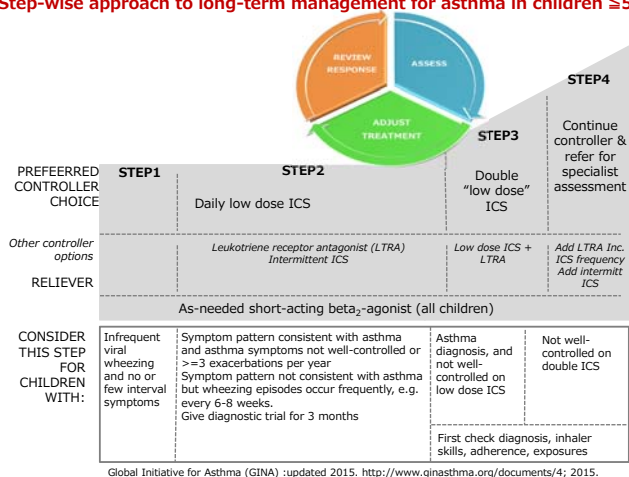 Step-wise approach to long-term management for asthma in children ≦5
REVIEW
RESPONSE
ASSESS
ADJUST
TREATMENT
STEP4
Continue
controller &
refer for
specialist
assessment
STEP3
Double
"low dose"
ICS
PREFEERRED
CONTROLLER
CHOICE
STEP1
STEP2
Daily low dose ICS
Other controller
options
Leukotriene receptor antagonist (LTRA)
Intermittent ICS
Low dose ICS +
LTRA
Add LTRA Inc.
ICS frequency
Add intermitt
ICS
RELIEVER
As-needed short-acting beta2-agonist (all children)
CONSIDER
THIS STEP
FOR
CHILDREN
WITH:
Infrequent
viral
wheezing
and no or
few interval
symptoms
Symptom pattern consistent with asthma
and asthma symptoms not well-controlled or
>=3 exacerbations per year
Symptom pattern not consistent with asthma
but wheezing episodes occur frequently, e.g.
every 6-8 weeks.
Give diagnostic trial for 3 months
Asthma
diagnosis, and
not well-
controlled on
low dose ICS
Not well-
controlled on
double ICS
First check diagnosis, inhaler
skills, adherence, exposures
Global Initiative for Asthma (GINA) :updated 2015. http://www.ginasthma.org/documents/4; 2015.